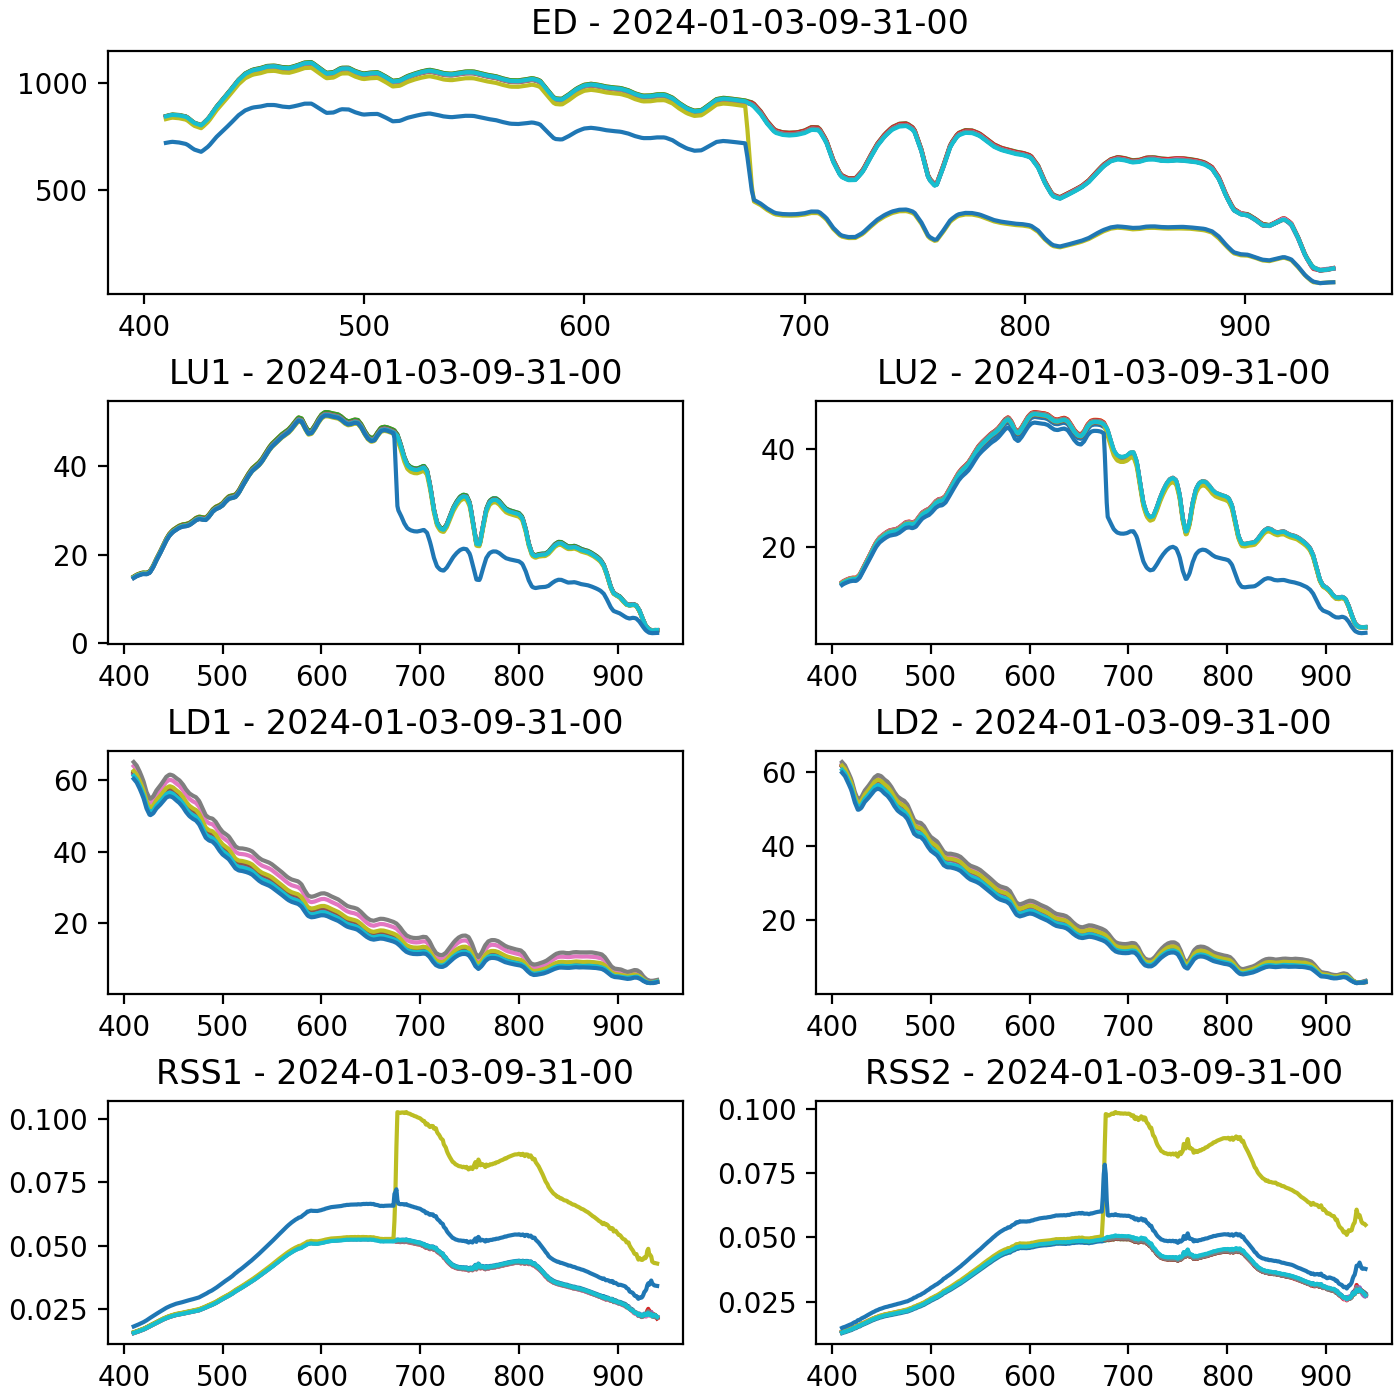 ED - 2024-01-03-09-31-00
1000
500
400 500 600 700 800 900
LU1 - 2024-01-03-09-31-00
40
20
0
400 500 600 700 800 900
LU2 - 2024-01-03-09-31-00
40
20
400 500 600 700 800 900
LD1 - 2024-01-03-09-31-00
60
40
20
400 500 600 700 800 900
LD2 - 2024-01-03-09-31-00
60
40
20
400 500 600 700 800 900
RSS1 - 2024-01-03-09-31-00
0.100
0.075
0.050
0.025
400 500 600 700 800 900
RSS2 - 2024-01-03-09-31-00
0.100
0.075
0.050
0.025
400 500 600 700 800 900